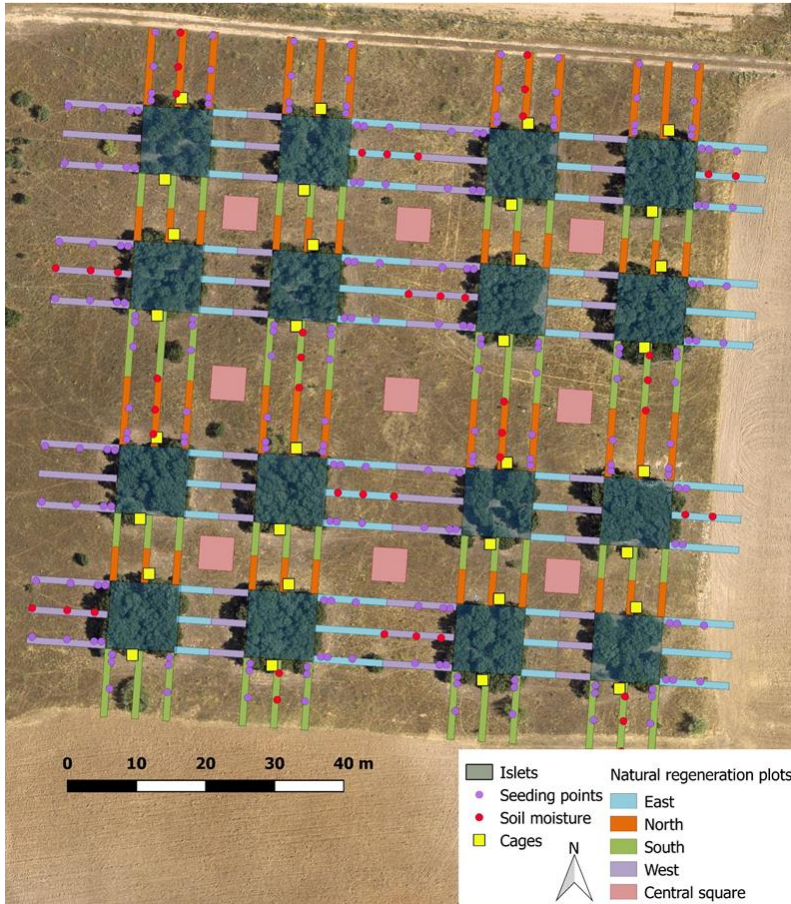 0 10 20 30 40 m
Islets
Seeding points
Soil moisture
Cages
N
Natural regeneration plots
East
North
South
West
Central square